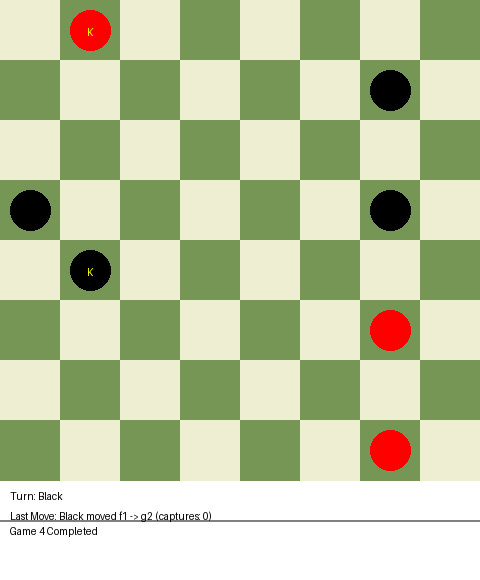 K
K
Turn: Black
Last Move: Black moved f1 -> g2 (captures: 0)
Game 4 Completed